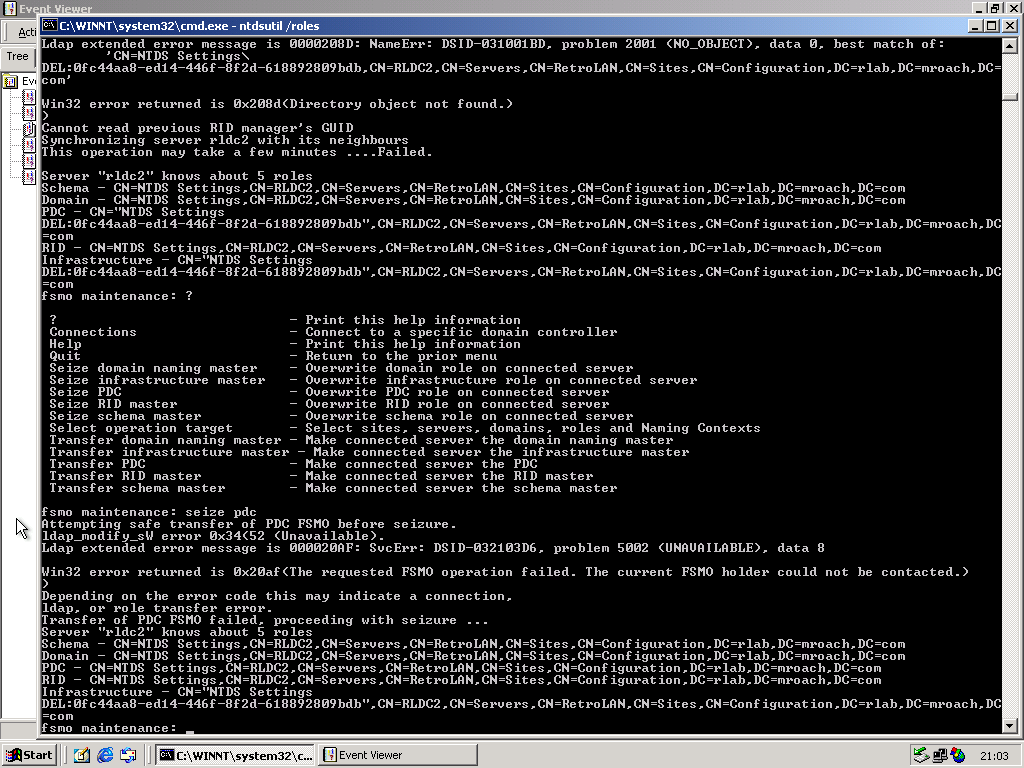 Event Viewer
C:\WINNT\system32\cmd.exe - ntdsutil /roles
Acti
Tree
Eve
Ldap extended error message is 0000208D: NameErr: DSID-031001BD, problem 2001 (NO_OBJECT), data 0, best match of:
'CN=NTDS Settings\
DEL:0fc44aa8-ed14-446f-8f2d-618892809bdb,CN=RLDC2,CN=Servers,CN=RetroLAN,CN=Sites,CN=Configuration,DC=rlab,DC=mroach,DC=
com'
Win32 error returned is 0x208d(Directory object not found.)
)
Cannot read previous RID manager's GUID
Synchronizing server rldc2 with its neighbours
This operation may take a few minutes ....Failed.
Server "rldc2" knows about 5 roles
Schema - CN=NTDS Settings,CN=RLDC2,CN=Servers,CN=RetroLAN,CN=Sites,CN=Configuration,DC=rlab,DC=mroach,DC=com
Domain - CN=NTDS Settings,CN=RLDC2,CN=Servers,CN=RetroLAN,CN=Sites,CN=Configuration,DC=rlab,DC=mroach,DC=com
PDC - CN="NTDS Settings
DEL:0fc44aa8-ed14-446f-8f2d-618892809bdb",CN=RLDC2,CN=Servers,CN=RetroLAN,CN=Sites,CN=Configuration,DC=rlab,DC=mroach,DC
=com
RID - CN=NTDS Settings,CN=RLDC2,CN=Servers,CN=RetroLAN,CN=Sites,CN=Configuration,DC=rlab,DC=mroach,DC=com
Infrastructure - CN="NTDS Settings
DEL:0fc44aa8-ed14-446f-8f2d-618892809bdb",CN=RLDC2,CN=Servers,CN=RetroLAN,CN=Sites,CN=Configuration,DC=rlab,DC=mroach,DC
=com
fsmo maintenance: ?
? - Print this help information
Connections - Connect to a specific domain controller
Help - Print this help information
Quit - Return to the prior menu
Seize domain naming master - Overwrite domain role on connected server
Seize infrastructure master - Overwrite infrastructure role on connected server
Seize PDC - Overwrite PDC role on connected server
Seize RID master - Overwrite RID role on connected server
Seize schema master - Overwrite schema role on connected server
Select operation target - Select sites, servers, domains, roles and Naming Contexts
Transfer domain naming master - Make connected server the domain naming master
Transfer infrastructure master - Make connected server the infrastructure master
Transfer PDC - Make connected server the PDC
Transfer RID master - Make connected server the RID master
Transfer schema master - Make connected server the schema master
fsmo maintenance: seize pdc
Attempting safe transfer of PDC FSMO before seizure.
ldap_modify_sW error 0x34(52 (Unavailable).
Ldap extended error message is 000020AF: SvcErr: DSID-032103D6, problem 5002 (UNAVAILABLE), data 8
Win32 error returned is 0x20af(The requested FSMO operation failed. The current FSMO holder could not be contacted.)
)
Depending on the error code this may indicate a connection,
ldap, or role transfer error.
Transfer of PDC FSMO failed, proceeding with seizure ...
Server "rldc2" knows about 5 roles
Schema - CN=NTDS Settings,CN=RLDC2,CN=Servers,CN=RetroLAN,CN=Sites,CN=Configuration,DC=rlab,DC=mroach,DC=com
Domain - CN=NTDS Settings,CN=RLDC2,CN=Servers,CN=RetroLAN,CN=Sites,CN=Configuration,DC=rlab,DC=mroach,DC=com
PDC - CN=NTDS Settings,CN=RLDC2,CN=Servers,CN=RetroLAN,CN=Sites,CN=Configuration,DC=rlab,DC=mroach,DC=com
RID - CN=NTDS Settings,CN=RLDC2,CN=Servers,CN=RetroLAN,CN=Sites,CN=Configuration,DC=rlab,DC=mroach,DC=com
Infrastructure - CN="NTDS Settings
DEL:0fc44aa8-ed14-446f-8f2d-618892809bdb",CN=RLDC2,CN=Servers,CN=RetroLAN,CN=Sites,CN=Configuration,DC=rlab,DC=mroach,DC
=com
fsmo maintenance: _
Start
C:\WINNT\system32\c...
Event Viewer
21:03